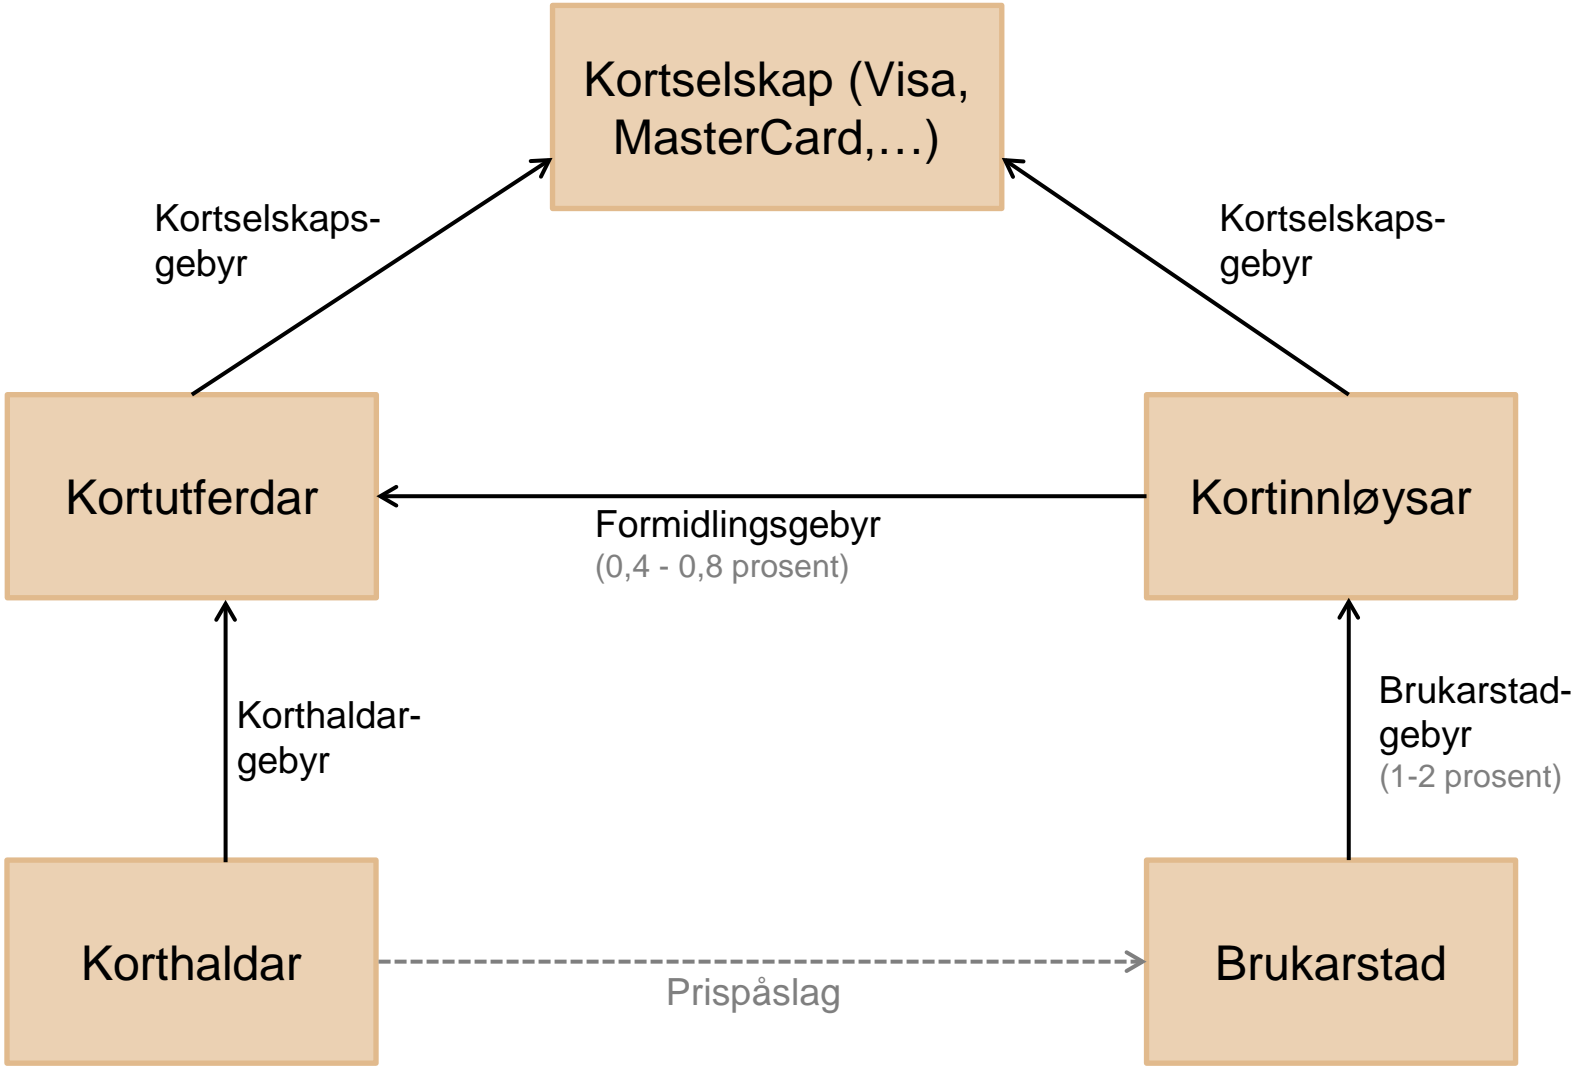 Kortselskap (Visa,
MasterCard,…)
Kortselskaps-
gebyr
Kortselskaps-
gebyr
Kortutferdar
Kortinnløysar
Formidlingsgebyr
(0,4 - 0,8 prosent)
Korthaldar-
gebyr
Brukarstad-
gebyr
(1-2 prosent)
Korthaldar
Brukarstad
Prispåslag